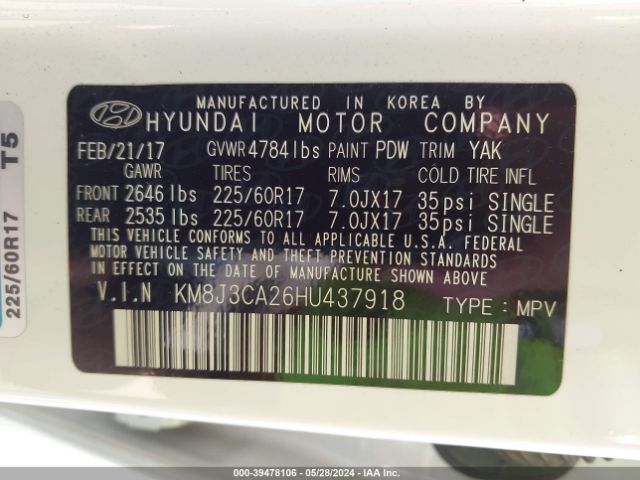 MANUFACTURED IN KOREA BY
HYUNDAI MOTOR COMPANY
FEB/21/17 GVWR 4784lbs PAINT PDW TRIM YAK
GAWR TIRES RIMS COLD TIRE INFL
FRONT 2646 lbs 225/60R17 7.0JX17 35psi SINGLE
REAR 2535 lbs 225/60R17 7.0JX17 35psi SINGLE
THIS VEHICLE CONFORMS TO ALL APPLICABLE U.S.A. FEDERAL
MOTOR VEHICLE SAFETY, BUMPER, AND THEFT PREVENTION STANDARDS
IN EFFECT ON THE DATE OF MANUFACTURE SHOWN ABOVE.
V.I.N KM8J3CA26HU437918 TYPE : MPV
225/60R17 T5
000-39478106 - 05/28/2024 - IAA Inc.